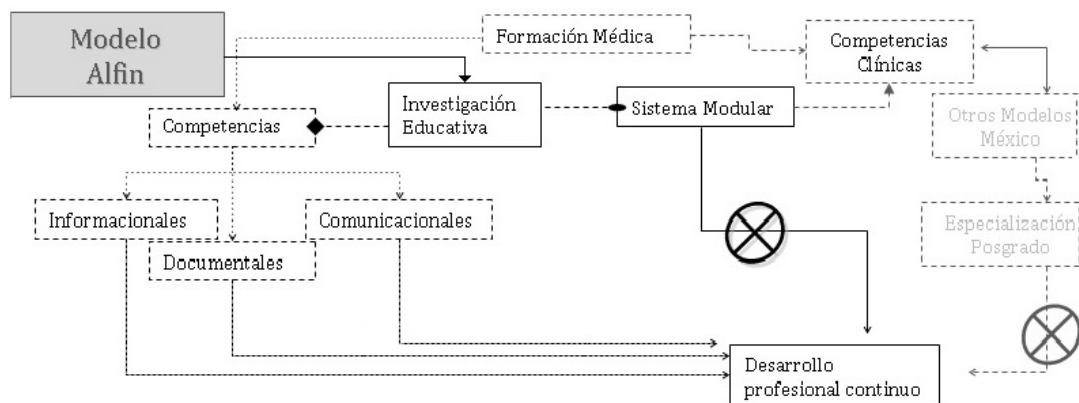 Modelo
Alfin
Formación Médica
Competencias
Clínicas
Investigación
Educativa
Sistema Modular
Otros Modelos
México
Competencias
Informacionales
Comunicacionales
Documentales
Especialización
Posgrado
Desarrollo
profesional continuo